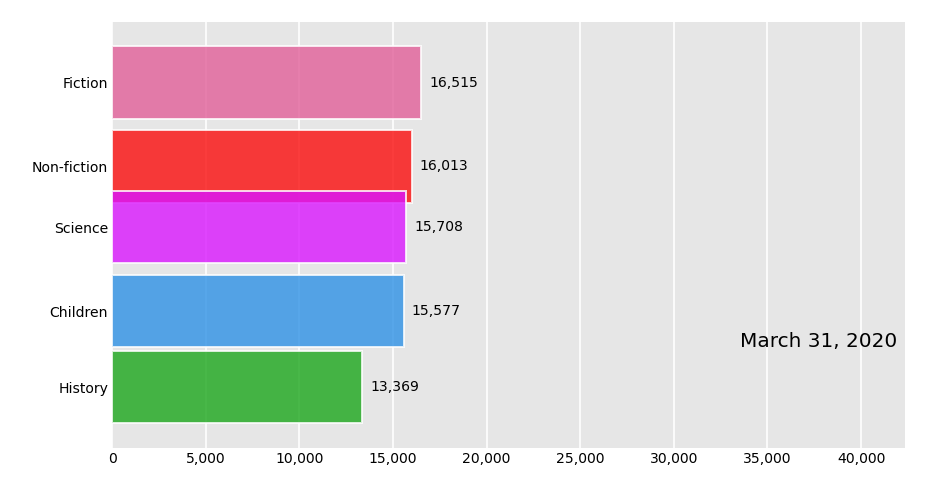 Fiction 16,515
Non-fiction 16,013
Science 15,708
Children 15,577
March 31, 2020
History 13,369
0 5,000 10,000 15,000 20,000 25,000 30,000 35,000 40,000